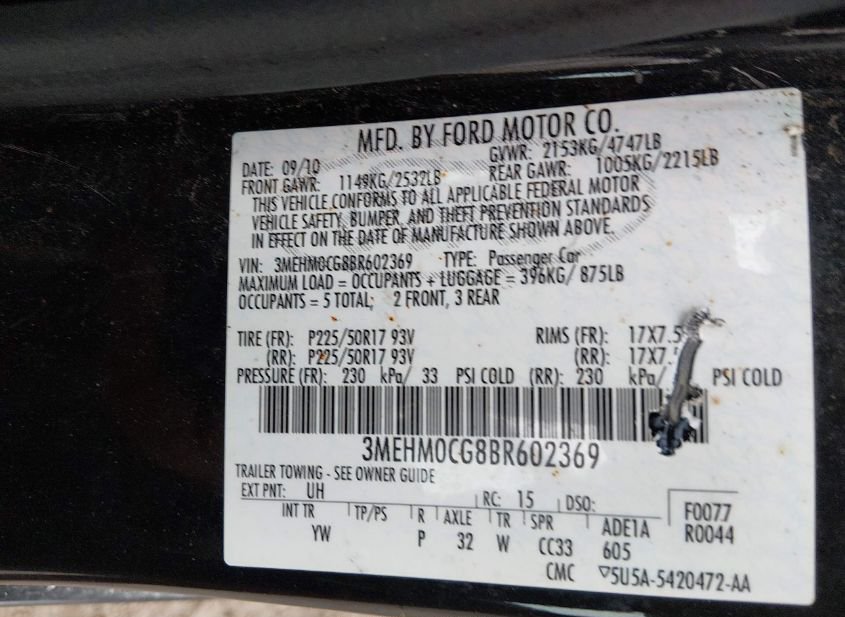 MFD. BY FORD MOTOR CO.
DATE: 09/10 GVWR: 2153KG/4747LB
FRONT GAWR: 1149KG/2532LB REAR GAWR: 1005KG/2215LB
THIS VEHICLE CONFORMS TO ALL APPLICABLE FEDERAL MOTOR
VEHICLE SAFETY, BUMPER, AND THEFT PREVENTION STANDARDS
IN EFFECT ON THE DATE OF MANUFACTURE SHOWN ABOVE.
VIN: 3MEHM0CG8BR602369 TYPE: Passenger Car
MAXIMUM LOAD = OCCUPANTS + LUGGAGE = 396KG/ 875LB
OCCUPANTS = 5 TOTAL; 2 FRONT, 3 REAR
TIRE (FR): P225/50R17 93V RIMS (FR): 17X7.5
(RR): P225/50R17 93V (RR): 17X7.
PRESSURE (FR): 230 kPa/ 33 PSI COLD (RR): 230 kPa/ PSI COLD
3MEHM0CG8BR602369
TRAILER TOWING - SEE OWNER GUIDE
EXT PNT: UH RC: 15 DSO: F0077
INT TR TP/PS R AXLE TR SPR ADE1A R0044
YW P 32 W CC33 605
CMC ▽5U5A-5420472-AA